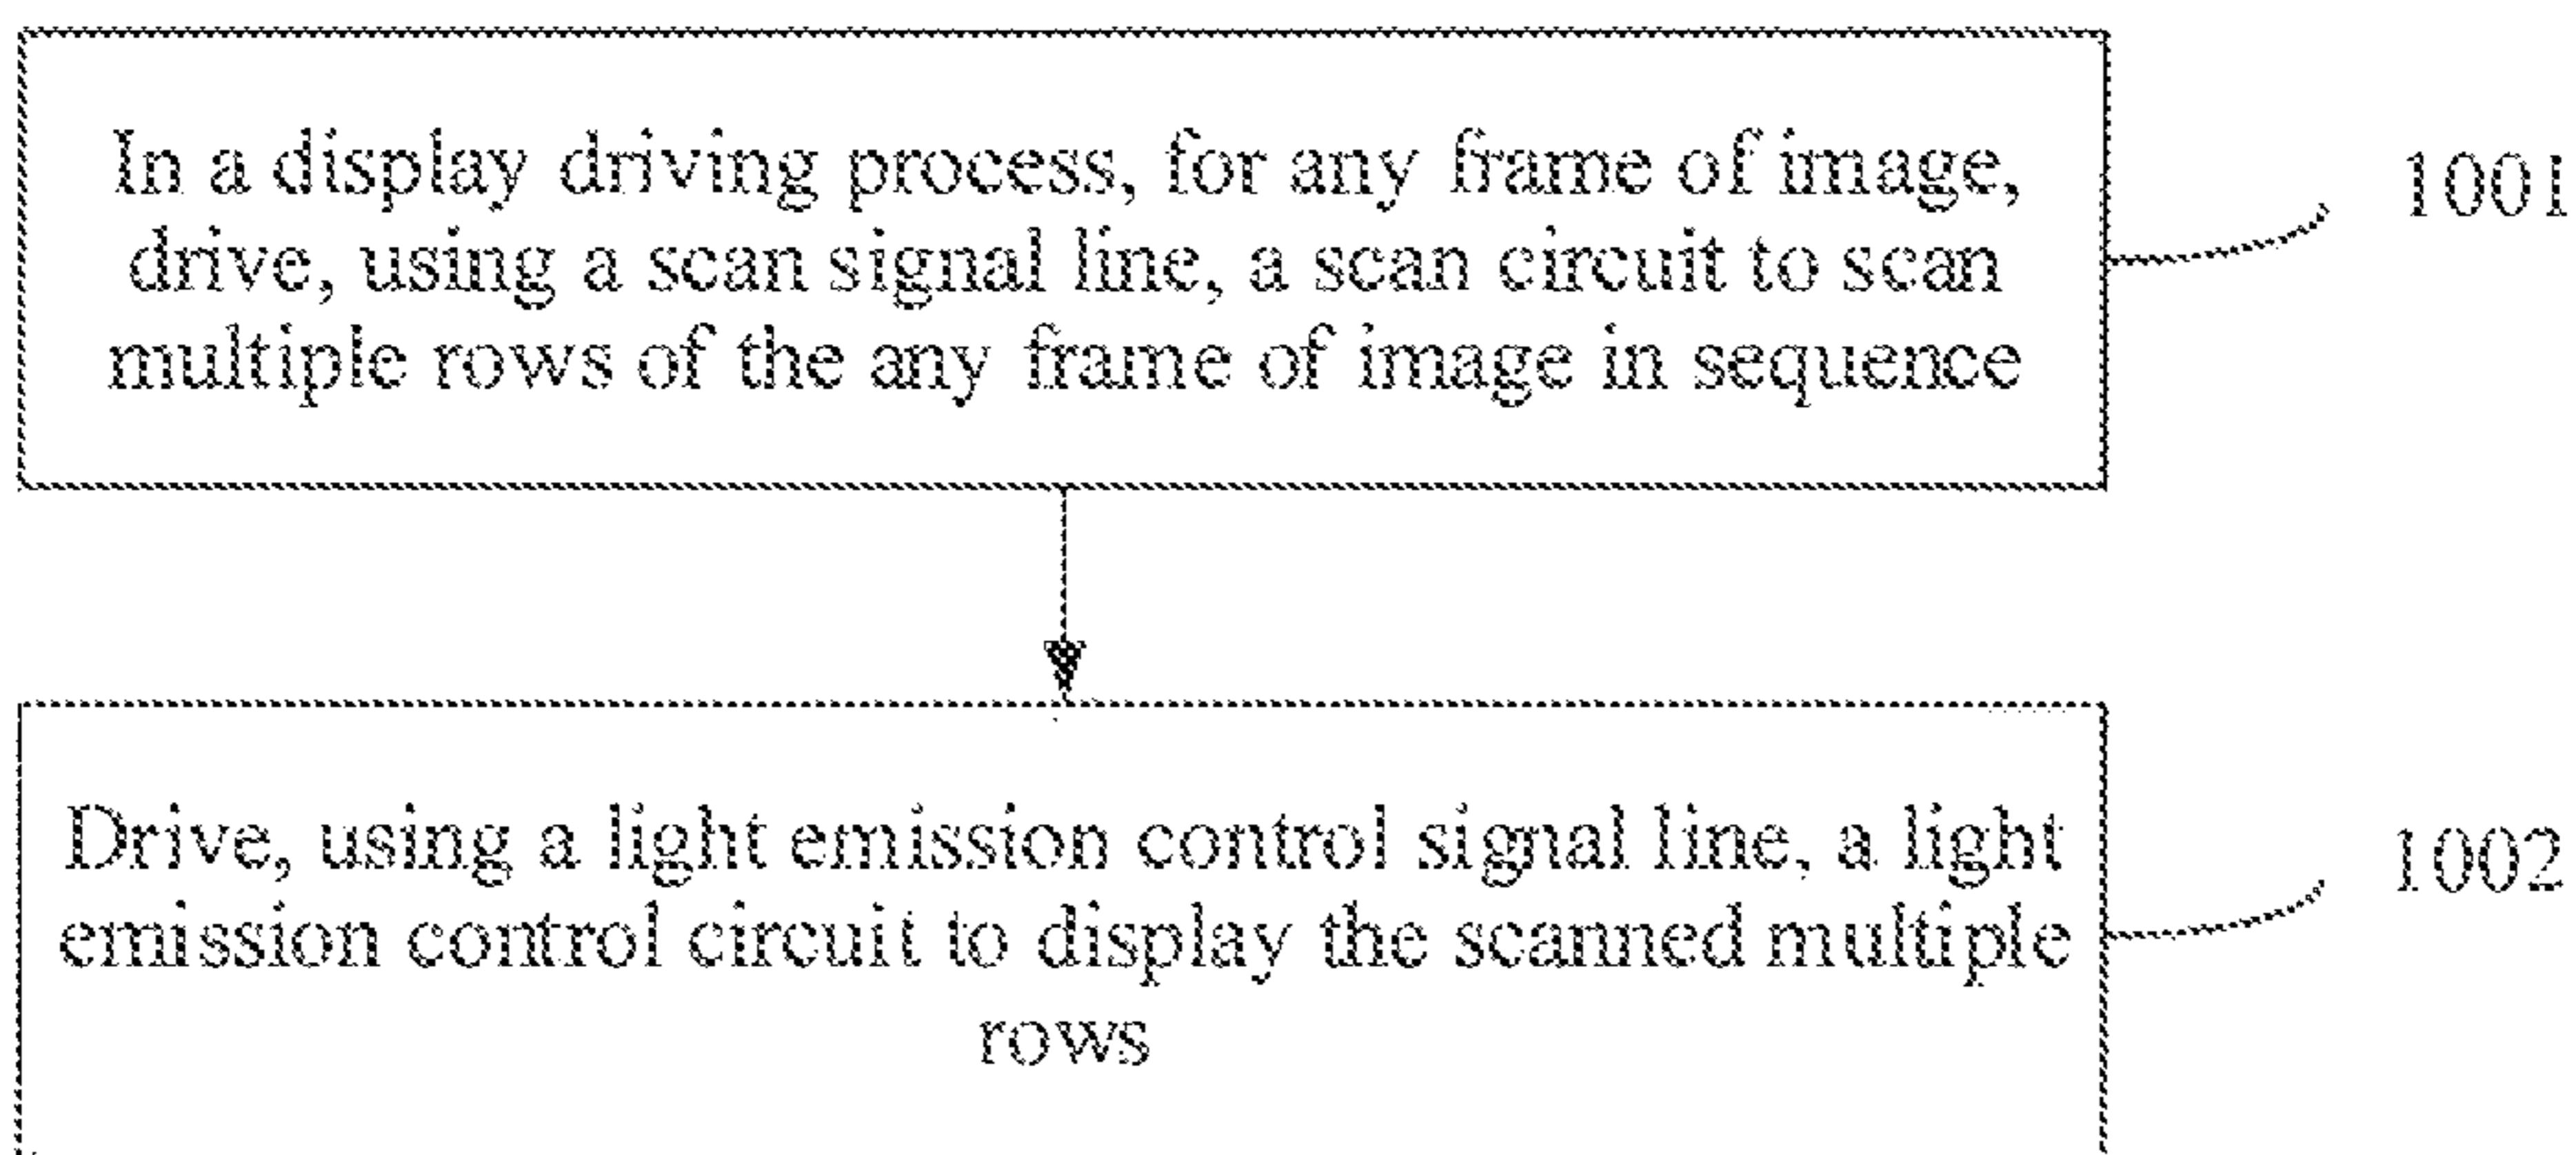 In a display driving process, for any frame of image,
drive, using a scan signal line, a scan circuit to scan
multiple rows of the any frame of image in sequence
1001
Drive, using a light emission control signal line, a light
emission control circuit to display the scanned multiple
rows
1002